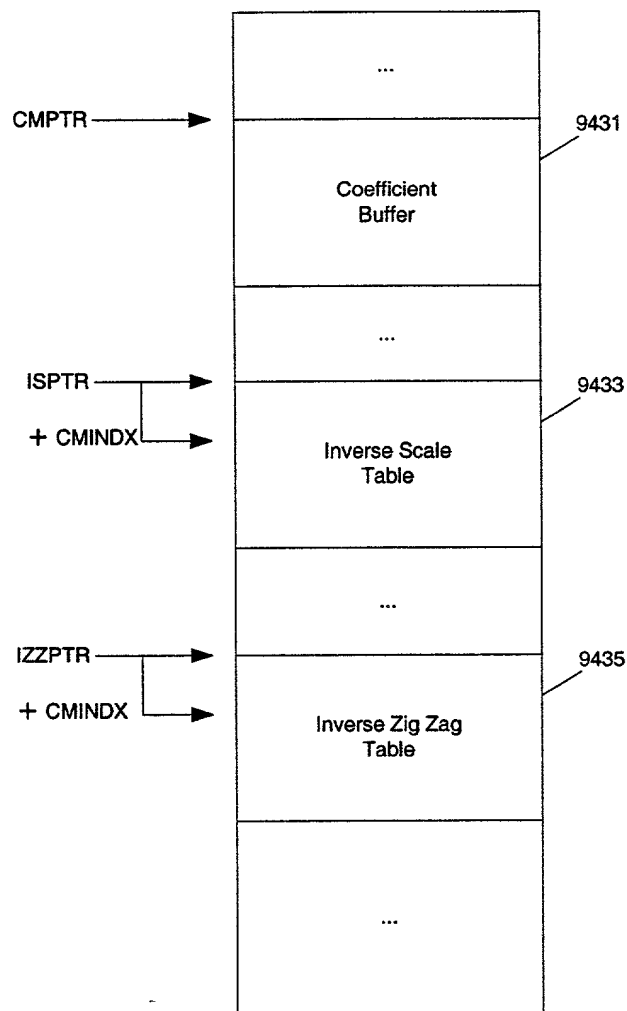 ...
CMPTR
9431
Coefficient
Buffer
...
ISPTR
9433
+ CMINDX
Inverse Scale
Table
...
IZZPTR
9435
+ CMINDX
Inverse Zig Zag
Table
...